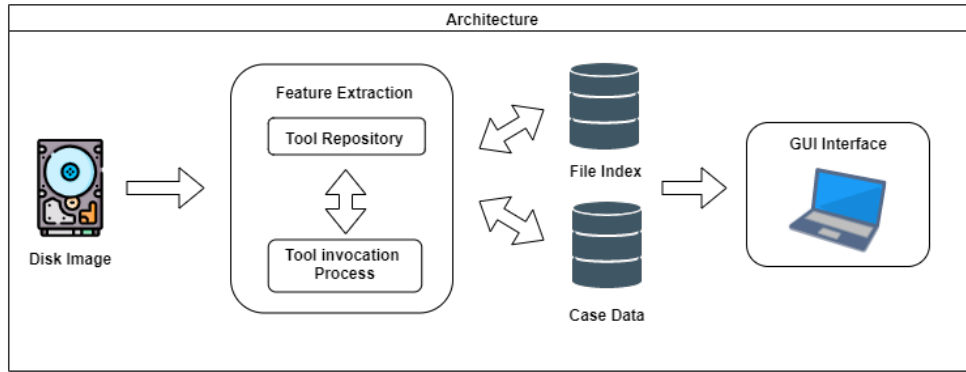 Architecture
Disk Image
Feature Extraction
Tool Repository
Tool invocation
Process
File Index
Case Data
GUI Interface